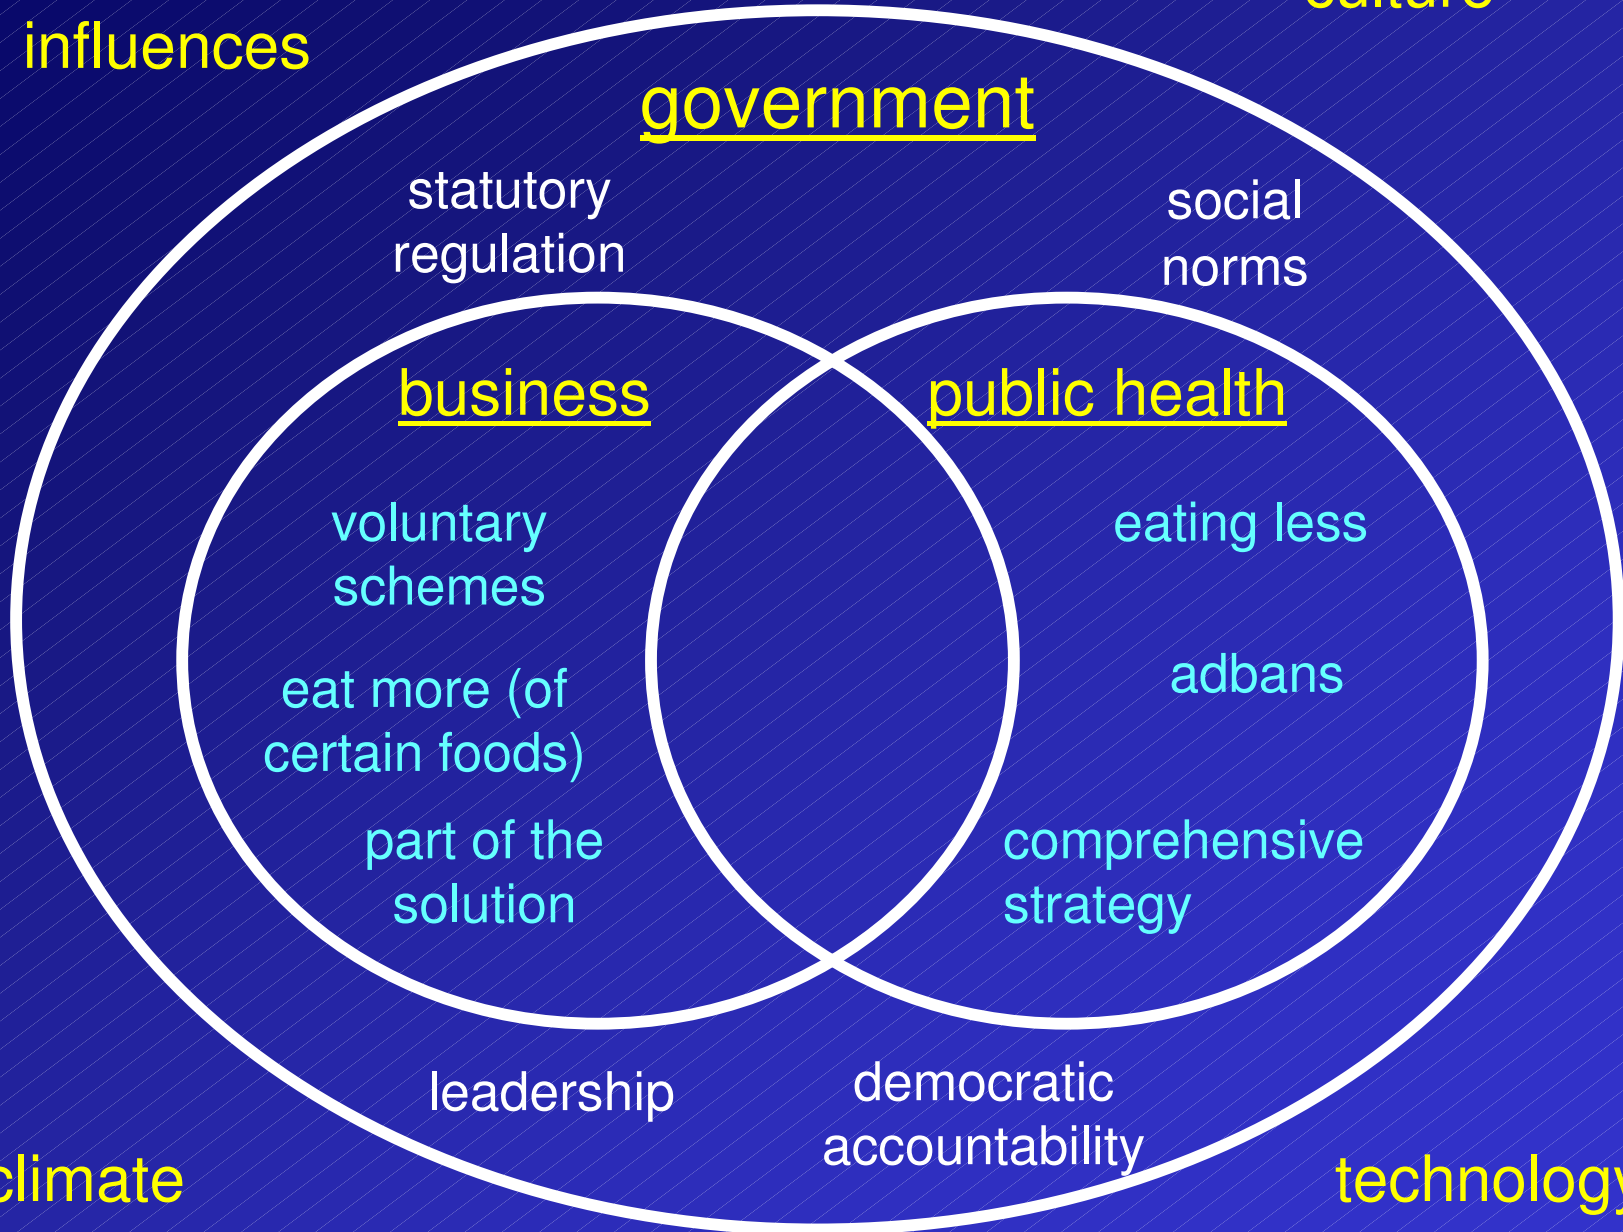 culture
influences
government
statutory
regulation
social
norms
business
public health
voluntary
schemes
eating less
eat more (of
certain foods)
adbans
part of the
solution
comprehensive
strategy
leadership
democratic
accountability
climate
technology